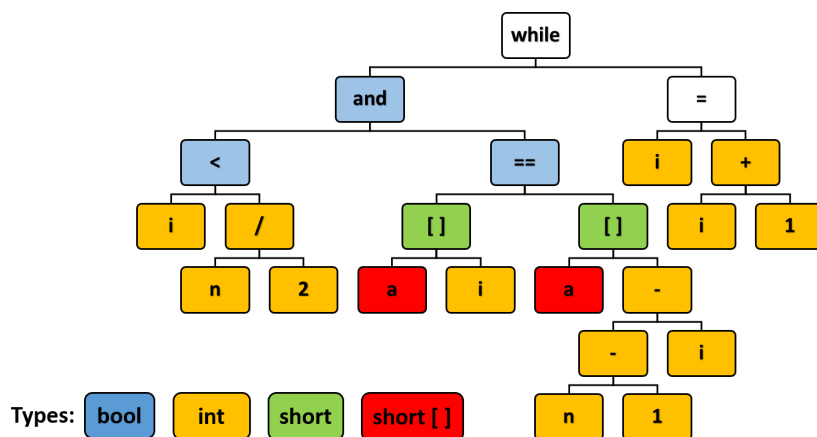 while
and =
< == i +
i / [ ] [ ] i 1
n 2 a i a -
- i
Types: bool int short short [ ] n 1